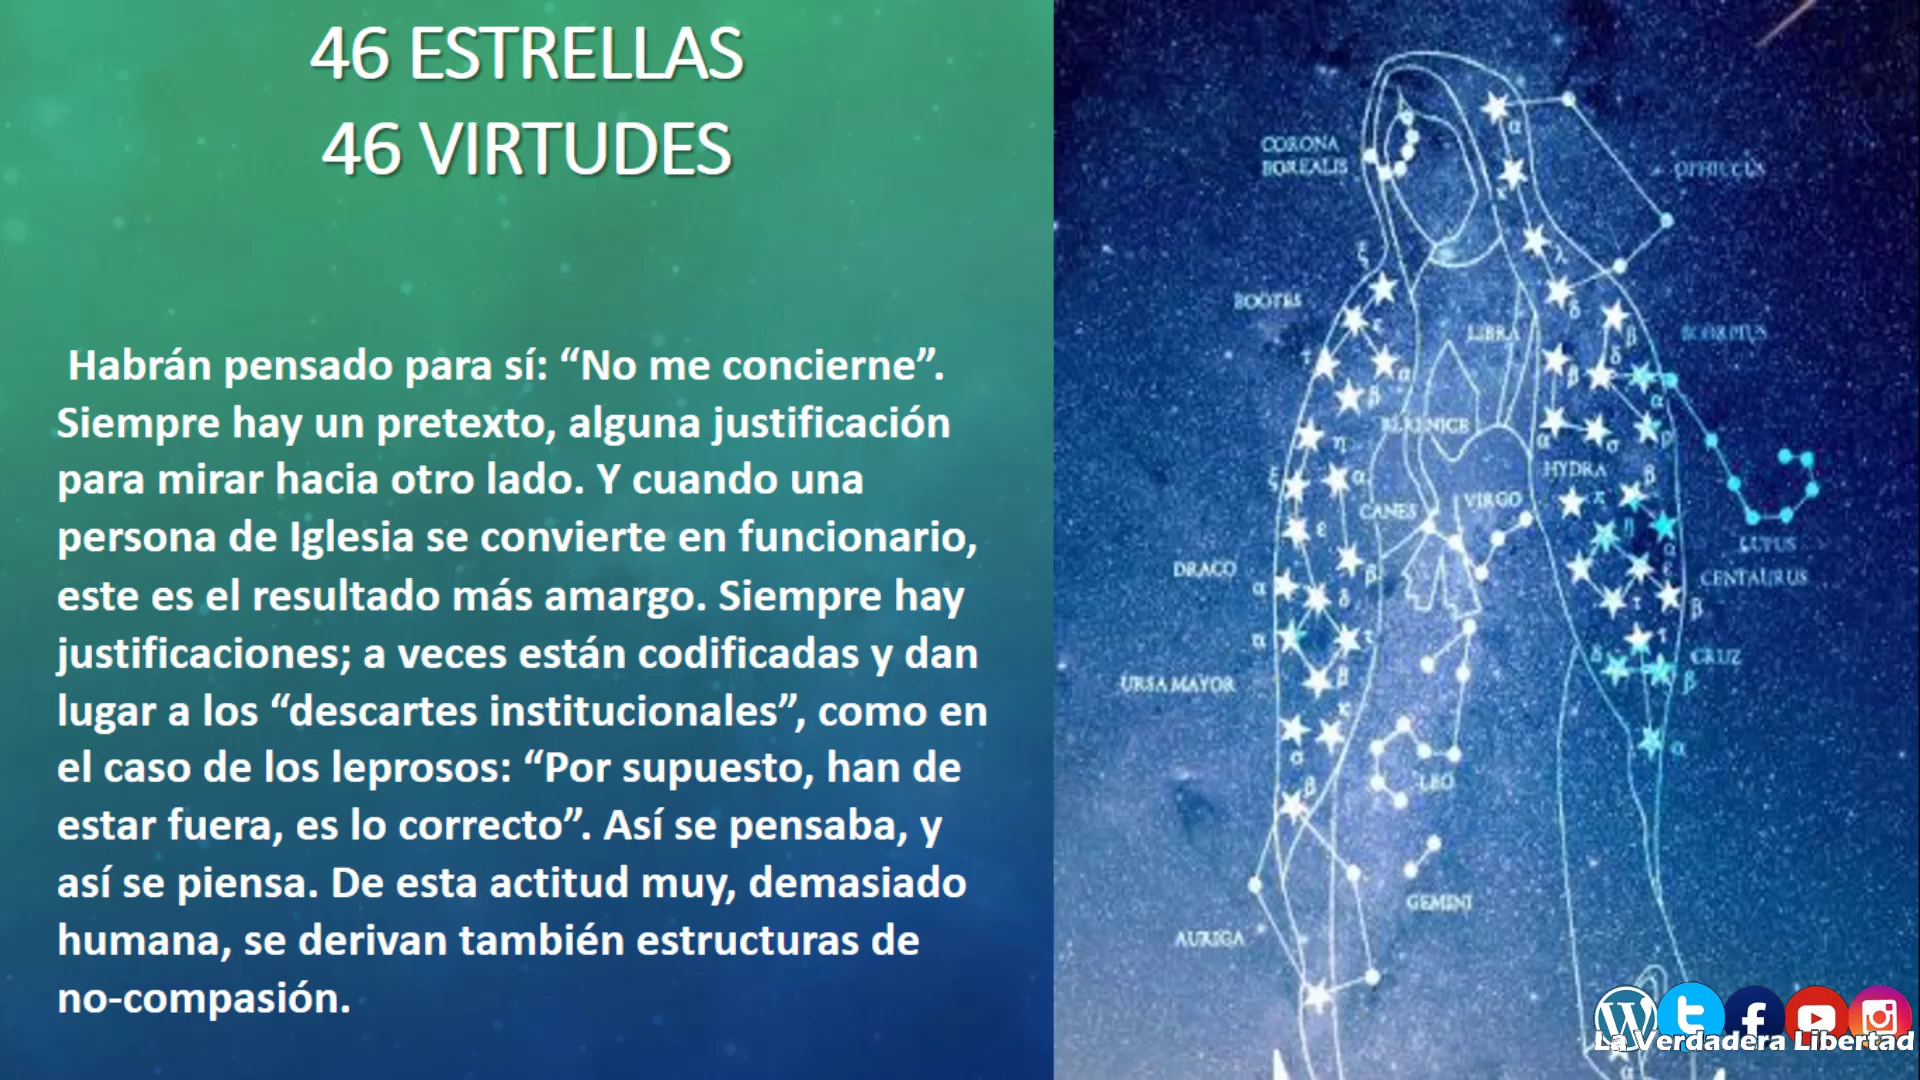 46 ESTRELLAS
46 VIRTUDES
Habrán pensado para sí: “No me concierne”.
Siempre hay un pretexto, alguna justificación
para mirar hacia otro lado. Y cuando una
persona de Iglesia se convierte en funcionario,
este es el resultado más amargo. Siempre hay
justificaciones; a veces están codificadas y dan
lugar a los “descartes institucionales”, como en
el caso de los leprosos: “Por supuesto, han de
estar fuera, es lo correcto”. Así se pensaba, y
así se piensa. De esta actitud muy, demasiado
humana, se derivan también estructuras de
no-compasión.
CORONA
BOREALIS
OPHIUCUS
BOOTES
LIBRA
SCORPIUS
BERENICE
HYDRA
CANES
VIRGO
LUPUS
DRACO
CENTAURUS
CRUZ
URSA MAYOR
LEO
GEMINI
AURIGA
La Verdadera Libertad